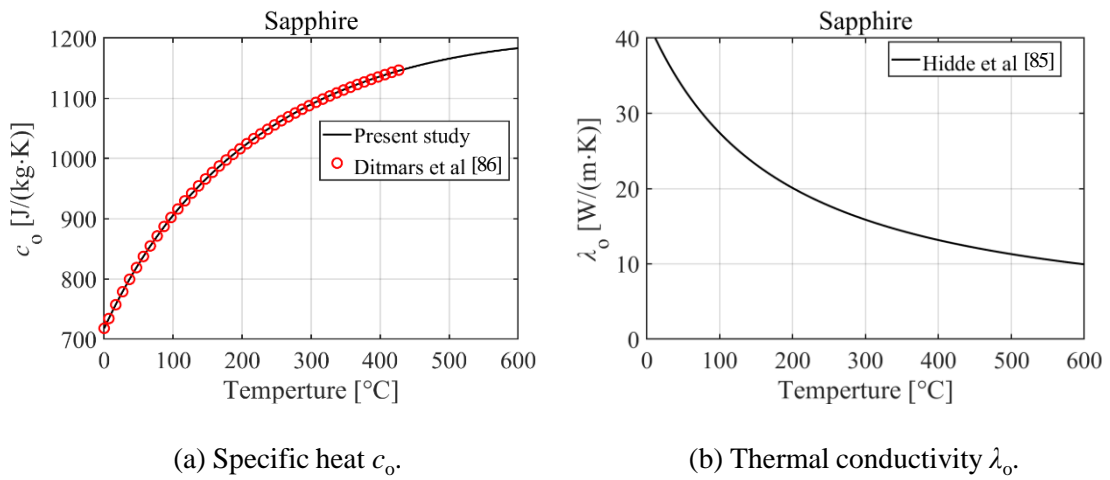 Sapphire
1200
1100
1000
900
800
700
0 100 200 300 400 500 600
c_o [J/(kg·K)]
Temperture [°C]
Present study
Ditmars et al [86]
(a) Specific heat c_o.
Sapphire
40
30
20
10
0
0 100 200 300 400 500 600
λ_o [W/(m·K)]
Temperture [°C]
Hidde et al [85]
(b) Thermal conductivity λ_o.